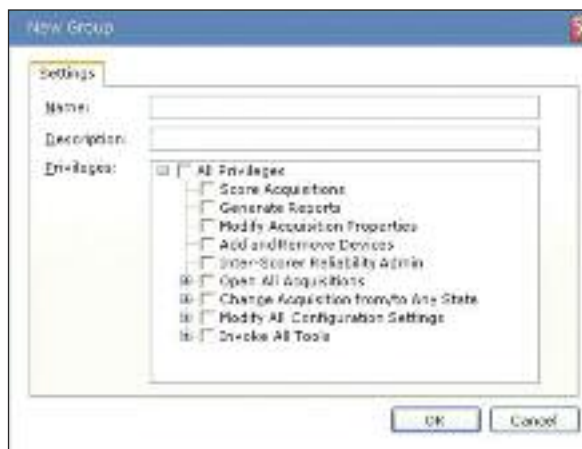 New Group
Settings
Name:
Description:
Privileges:
All Privileges
Score Acquisitions
Generate Reports
Modify Acquisition Properties
Add and Remove Devices
Inter-Scorer Reliability Admin
Open All Acquisitions
Change Acquisition from/to Any State
Modify All Configuration Settings
Invoke All Tools
OK
Cancel